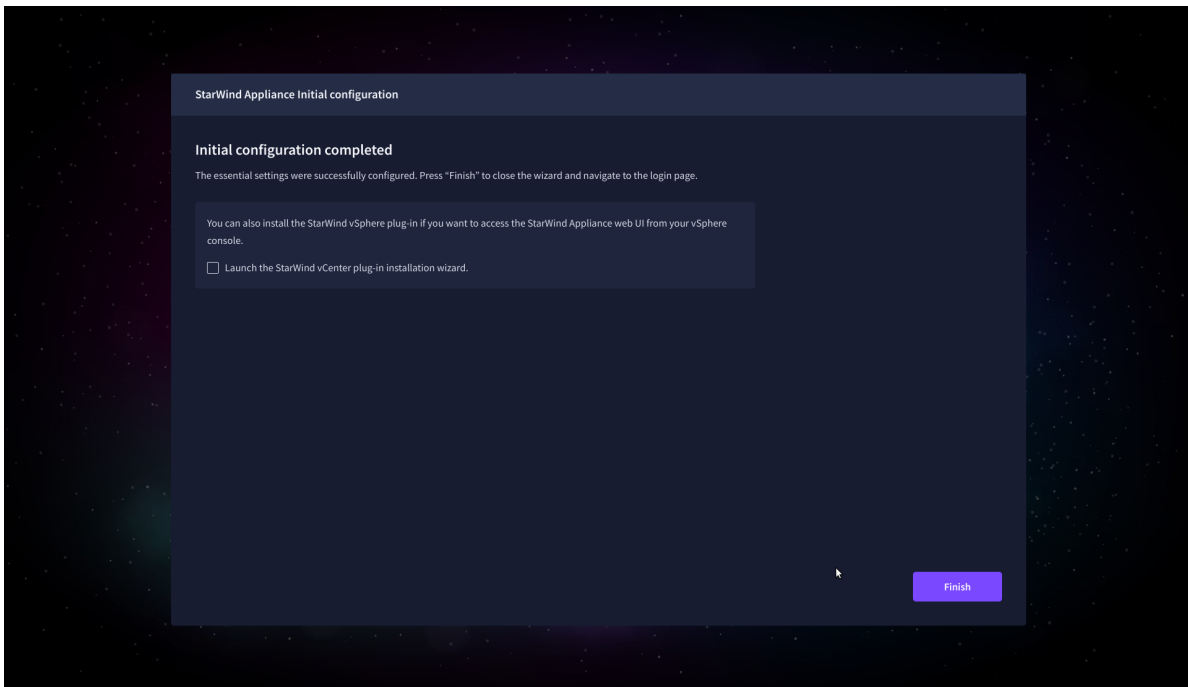 StarWind Appliance Initial configuration
Initial configuration completed
The essential settings were successfully configured. Press “Finish” to close the wizard and navigate to the login page.
You can also install the StarWind vSphere plug-in if you want to access the StarWind Appliance web UI from your vSphere
console.
Launch the StarWind vCenter plug-in installation wizard.
Finish